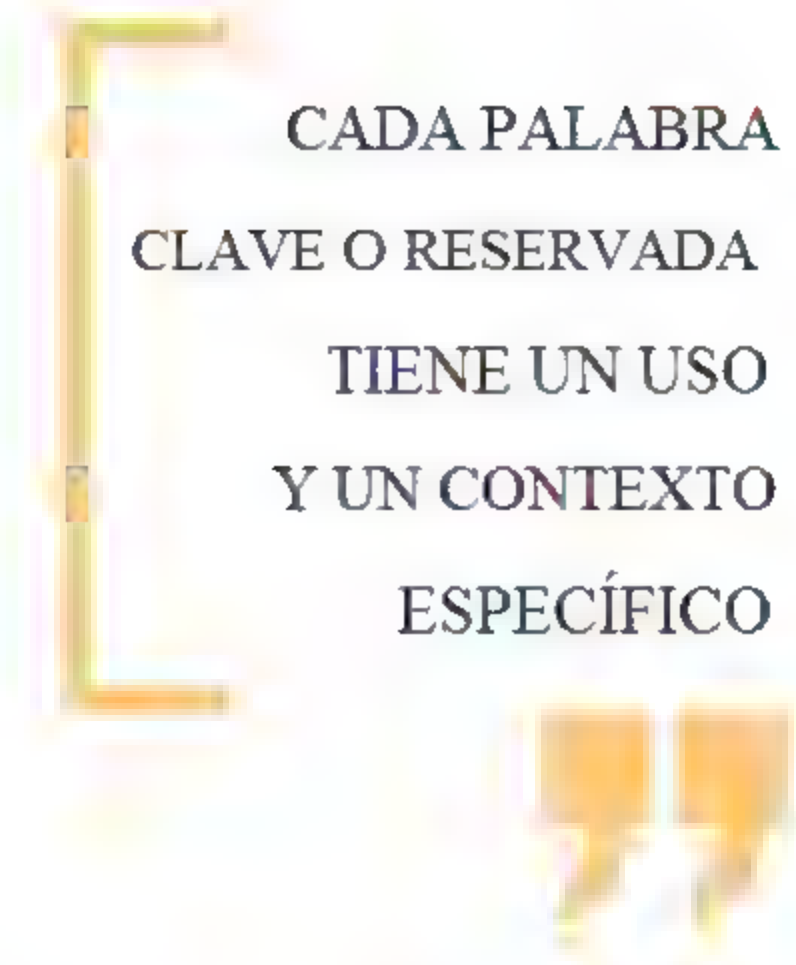 CADA PALABRA
CLAVE O RESERVADA
TIENE UN USO
Y UN CONTEXTO
ESPECÍFICO